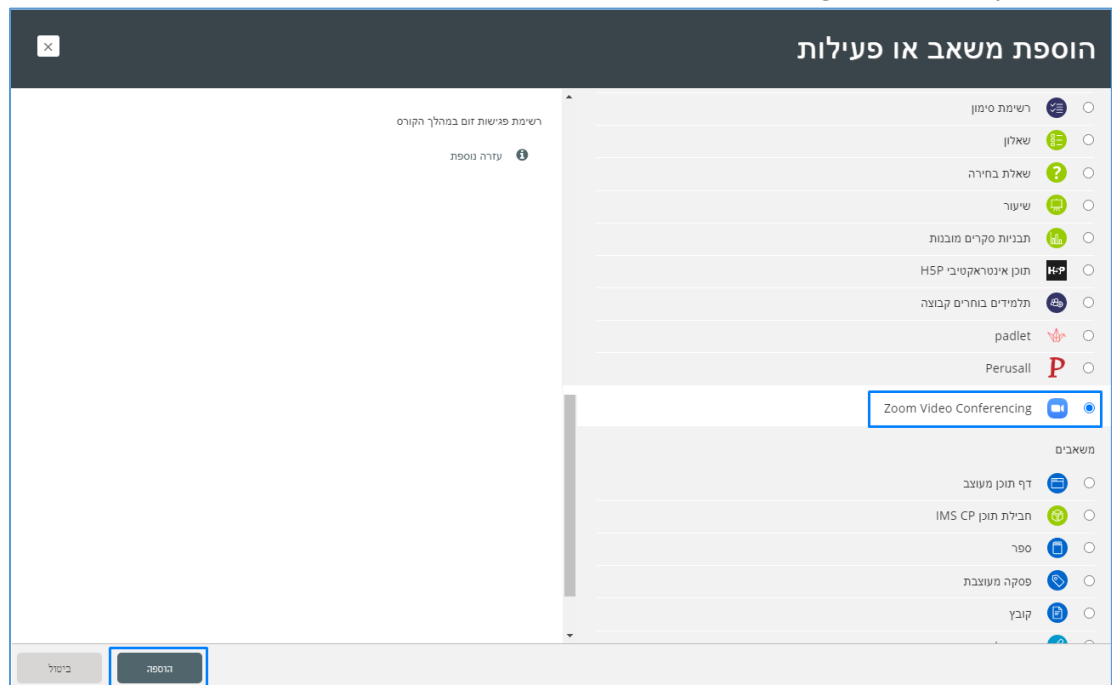 הוספת משאב או פעילות
רשימת סימון
שאלון
שאלת בחירה
שיעור
תבניות סקרים מובנות
תוכן אינטראקטיבי H5P
תלמידים בוחרים קבוצה
padlet
Perusall
Zoom Video Conferencing
משאבים
דף תוכן מעוצב
חבילת תוכן IMS CP
ספר
פסקה מעוצבת
קובץ
רשימת פגישות זום במהלך הקורס
עזרה נוספת
הוספה
ביטול